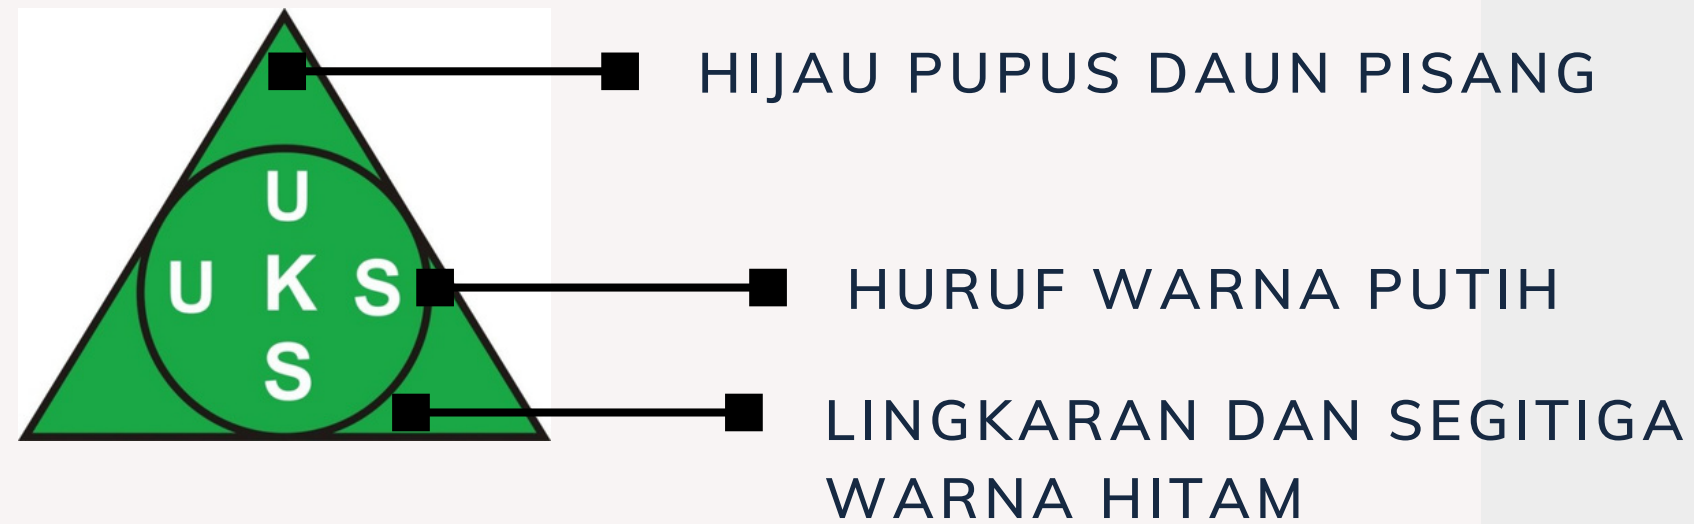 HIJAU PUPUS DAUN PISANG
U
U K S
S
HURUF WARNA PUTIH
LINGKARAN DAN SEGITIGA
WARNA HITAM